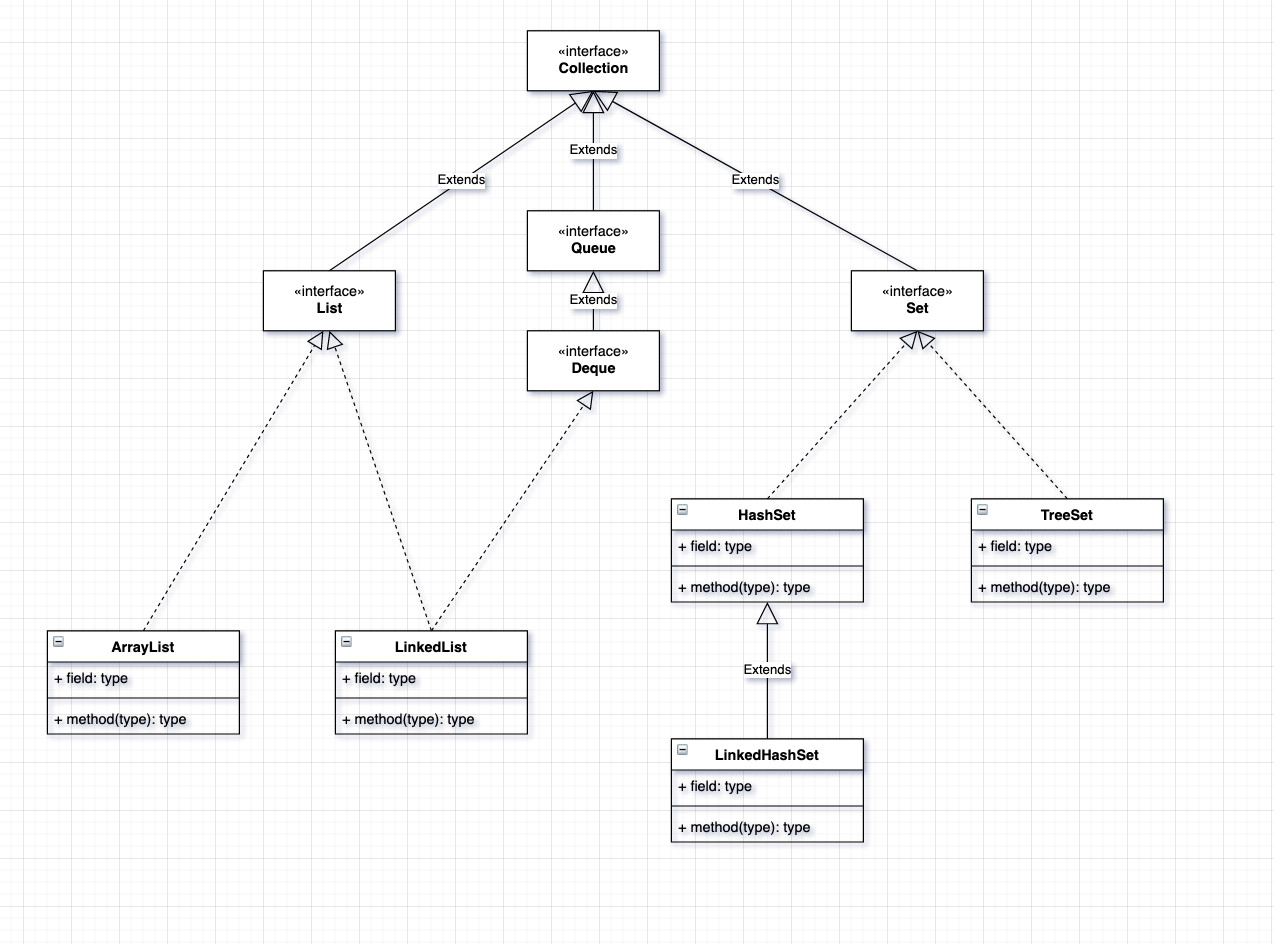 «interface»
Collection
Extends
Extends
Extends
«interface»
Queue
«interface»
List
Extends
«interface»
Set
«interface»
Deque
HashSet
+ field: type
+ method(type): type
TreeSet
+ field: type
+ method(type): type
ArrayList
+ field: type
+ method(type): type
LinkedList
+ field: type
+ method(type): type
Extends
LinkedHashSet
+ field: type
+ method(type): type